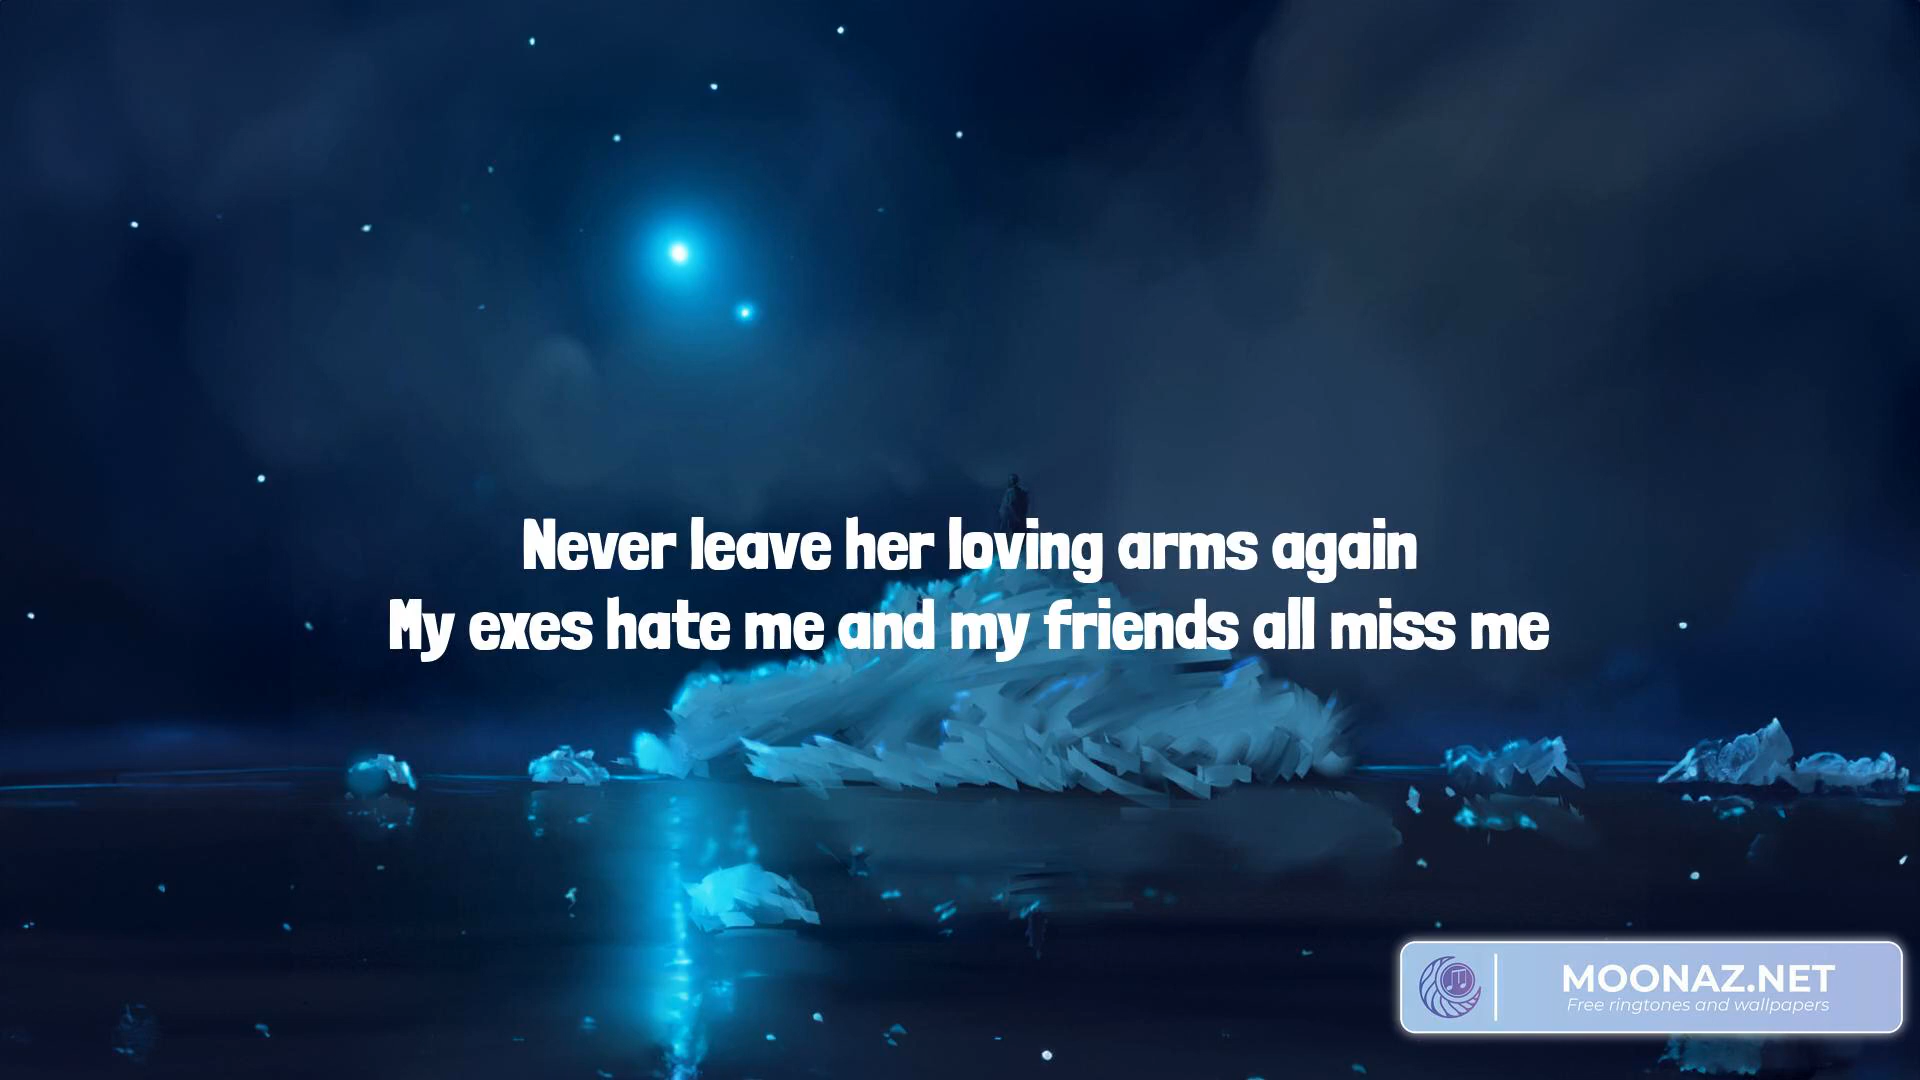 Never leave her loving arms again
My exes hate me and my friends all miss me
MOONAZ.NET
Free ringtones and wallpapers